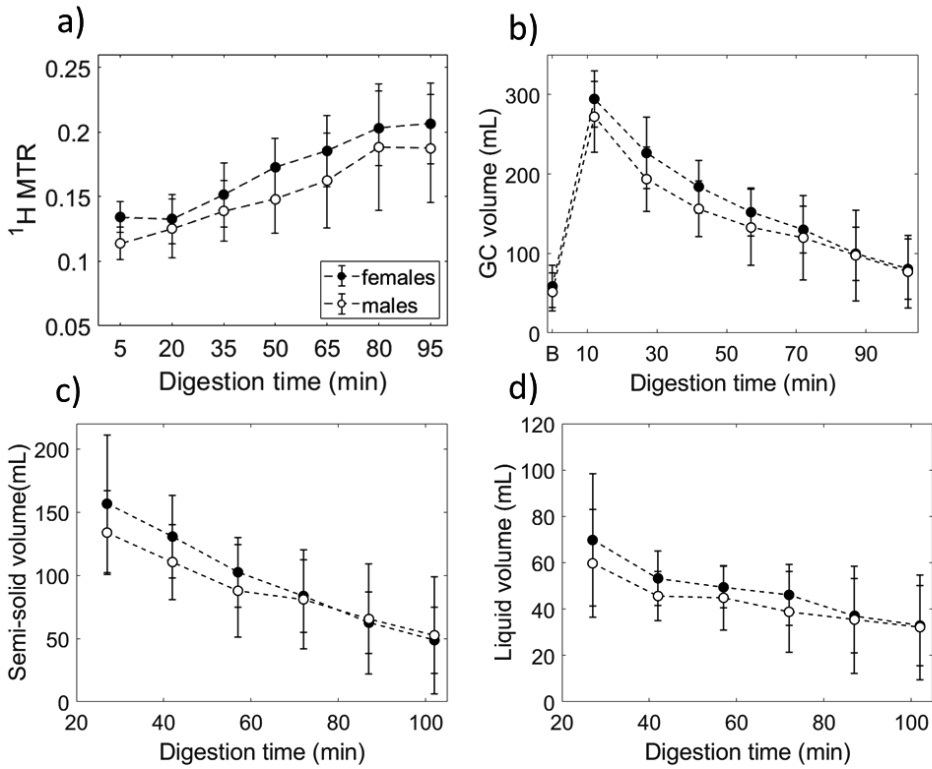 a)
0.25
0.2
0.15
0.1
0.05
¹H MTR
females
males
5 20 35 50 65 80 95
Digestion time (min)
b)
300
200
100
0
GC volume (mL)
B 10 30 50 70 90
Digestion time (min)
c)
200
150
100
50
0
Semi-solid volume(mL)
20 40 60 80 100
Digestion time (min)
d)
120
100
80
60
40
20
0
Liquid volume (mL)
20 40 60 80 100
Digestion time (min)